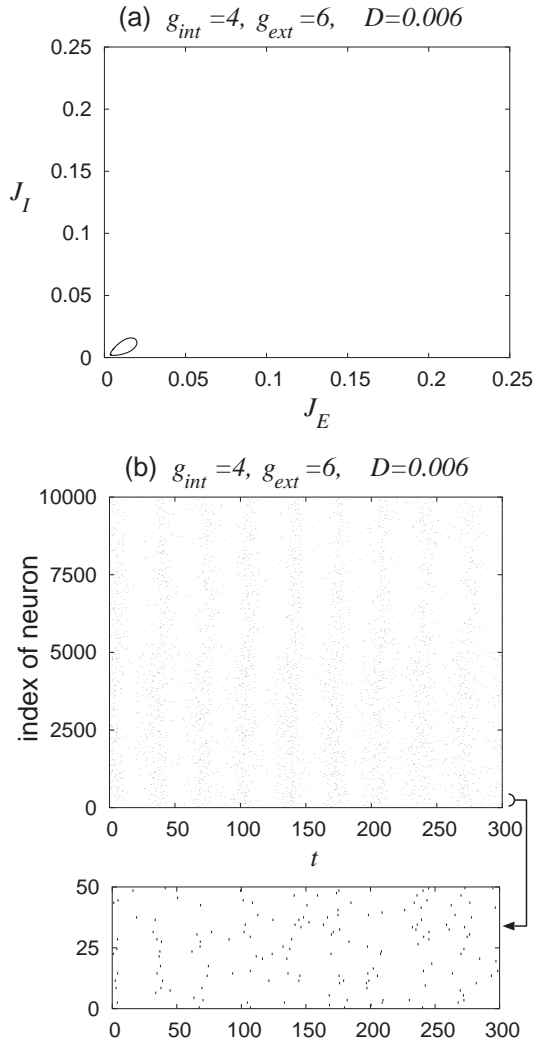 (a) g_int =4, g_ext =6, D=0.006
0.25
0.2
0.15
J_I
0.1
0.05
0
0 0.05 0.1 0.15 0.2 0.25
J_E
(b) g_int =4, g_ext =6, D=0.006
10000
7500
index of neuron
5000
2500
0
0 50 100 150 200 250 300
t
50
25
0
0 50 100 150 200 250 300